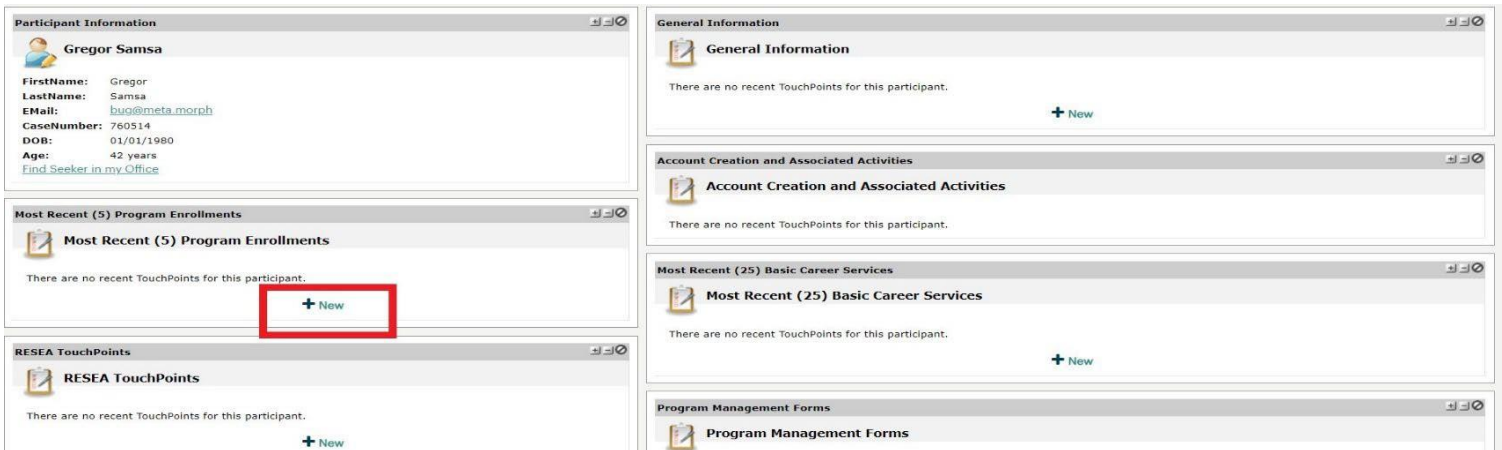 Participant Information
Gregor Samsa
FirstName: Gregor
LastName: Samsa
EMail: bug@meta.morph
CaseNumber: 760514
DOB: 01/01/1980
Age: 42 years
Find Seeker in my Office
Most Recent (5) Program Enrollments
Most Recent (5) Program Enrollments
There are no recent TouchPoints for this participant.
+ New
RESEA TouchPoints
RESEA TouchPoints
There are no recent TouchPoints for this participant.
+ New
General Information
General Information
There are no recent TouchPoints for this participant.
+ New
Account Creation and Associated Activities
Account Creation and Associated Activities
There are no recent TouchPoints for this participant.
Most Recent (25) Basic Career Services
Most Recent (25) Basic Career Services
There are no recent TouchPoints for this participant.
+ New
Program Management Forms
Program Management Forms